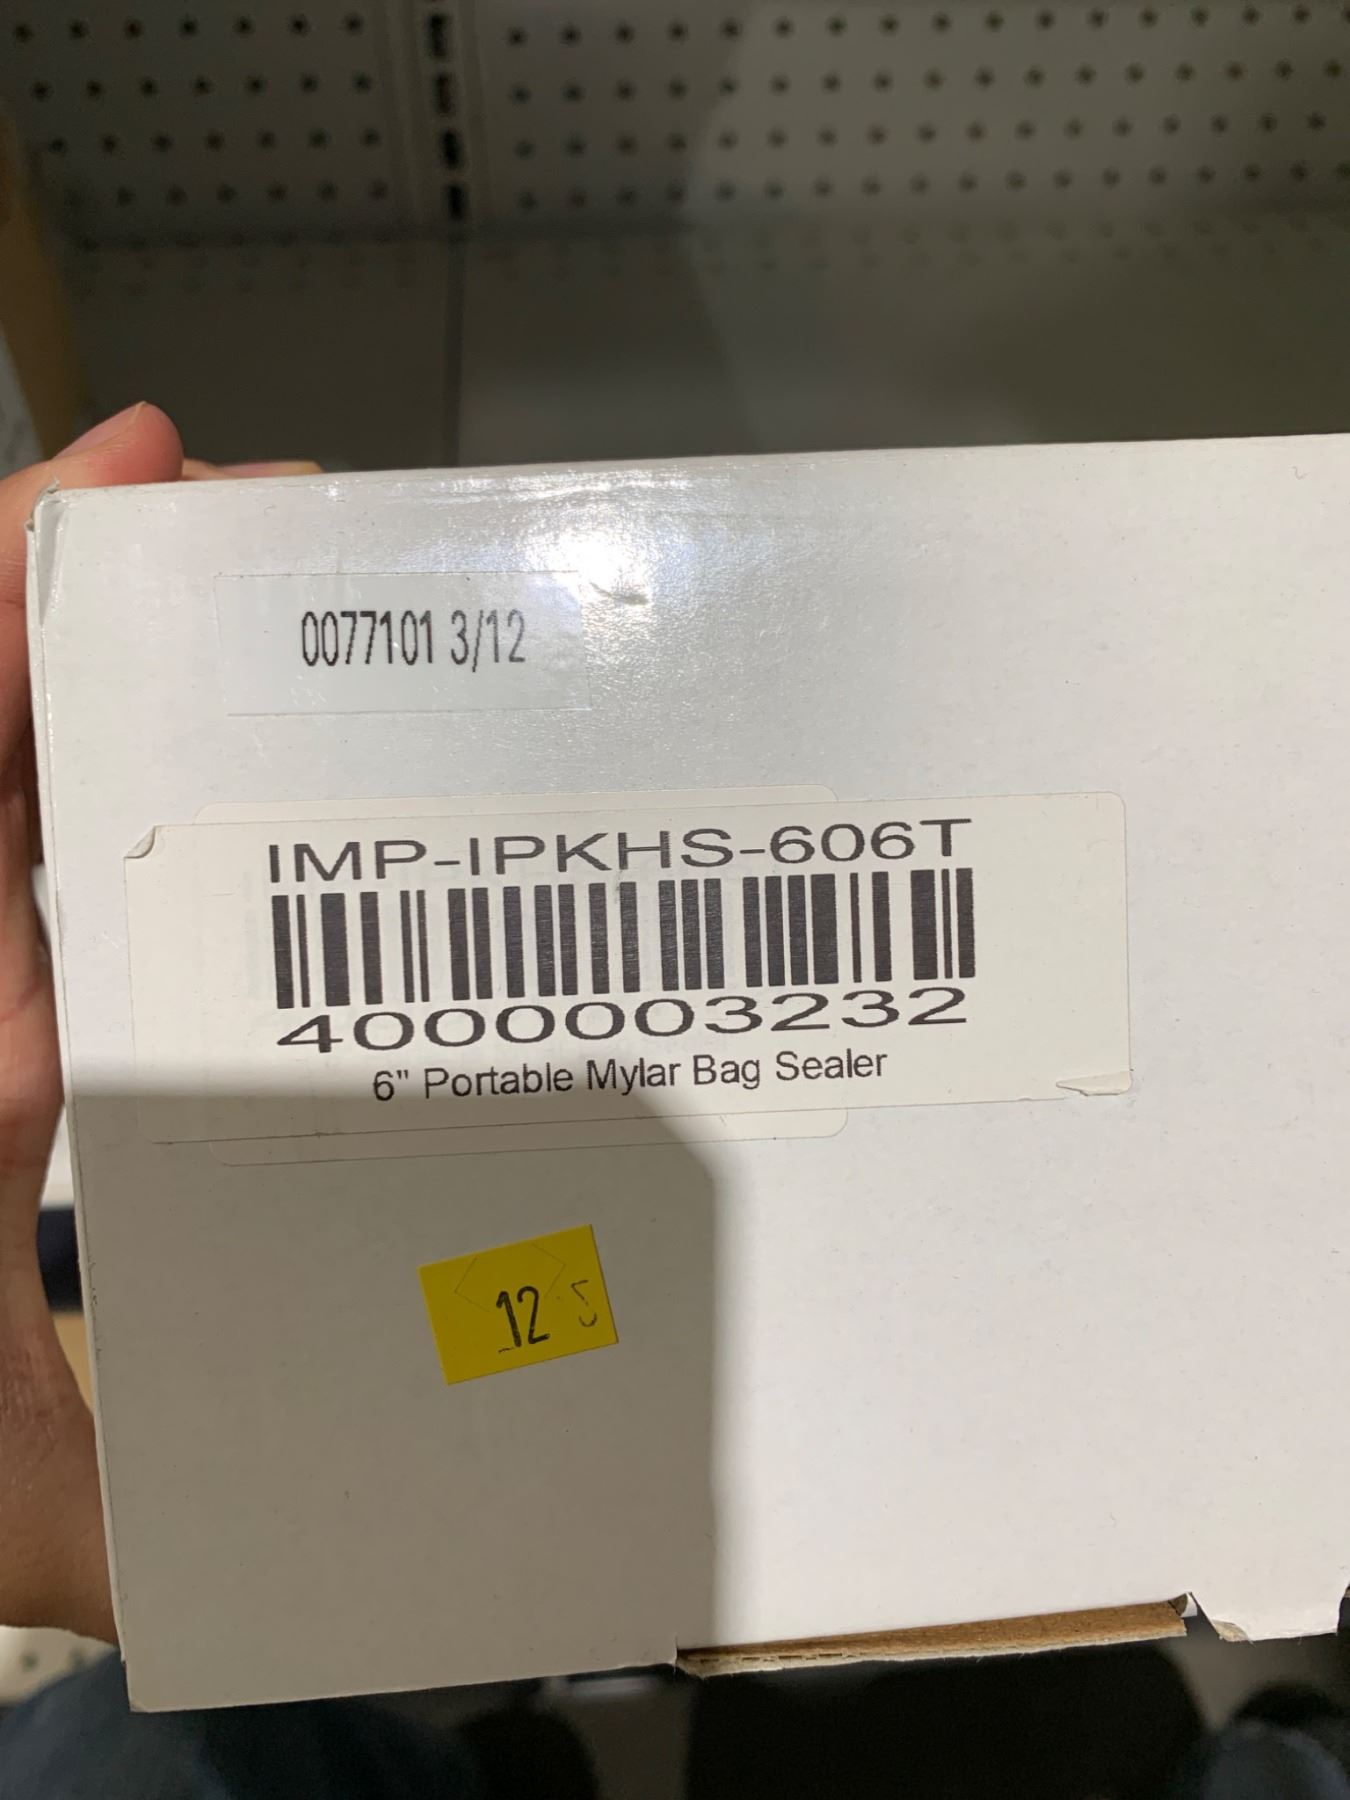 0077101 3/12
IMP-IPKHS-606T
4000003232
6" Portable Mylar Bag Sealer
12